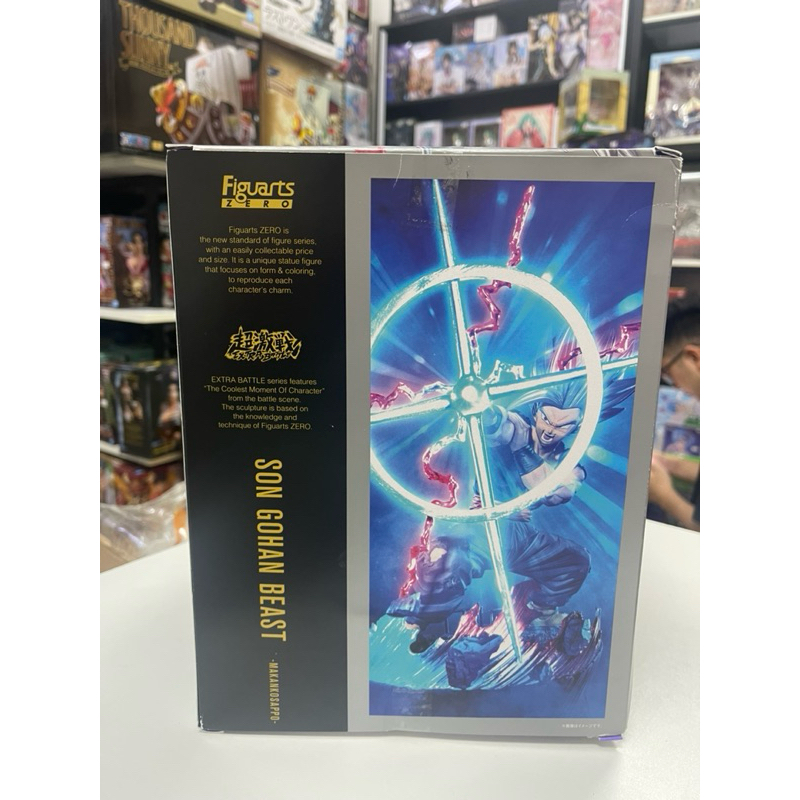 THOUSAND
SUNNY
Figuarts
ZERO
Figuarts ZERO is
the new standard of figure series,
with an easily collectable price
and size. It is a unique statue figure
that focuses on form & coloring,
to reproduce each
character's charm.
超激戦
EXTRA BATTLE series features
"The Coolest Moment Of Character"
from the battle scene.
The sculpture is based on
the knowledge and
technique of Figuarts ZERO.
SON GOHAN BEAST
-MAKANKOSAPPO-